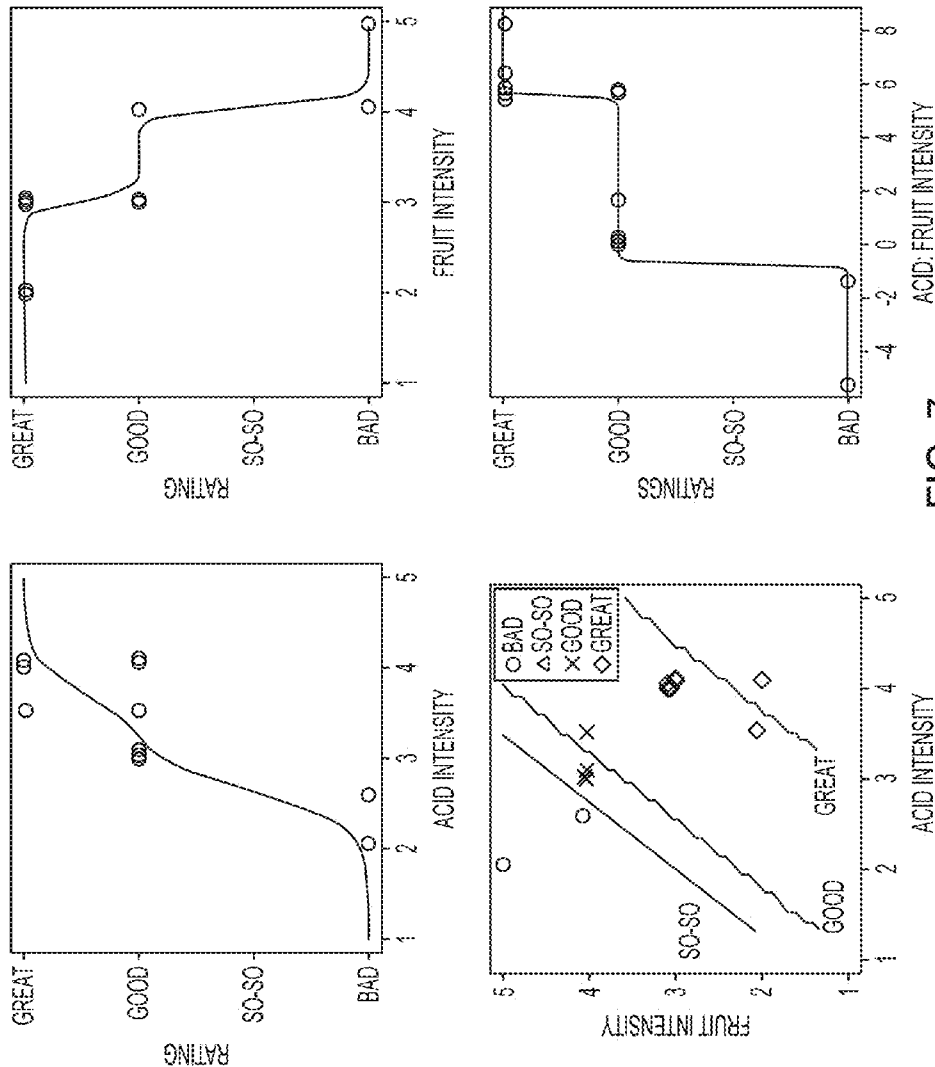 GREAT
GOOD
SO-SO
BAD
RATING
1 2 3 4 5
ACID INTENSITY
GREAT
GOOD
SO-SO
BAD
RATING
1 2 3 4 5
FRUIT INTENSITY
5
4
3
2
1
FRUIT INTENSITY
SO-SO
GOOD
GREAT
BAD
SO-SO
GOOD
GREAT
1 2 3 4 5
ACID INTENSITY
GREAT
GOOD
SO-SO
BAD
RATINGS
-4 -2 0 2 4 6 8
ACID: FRUIT INTENSITY
FIG. 7